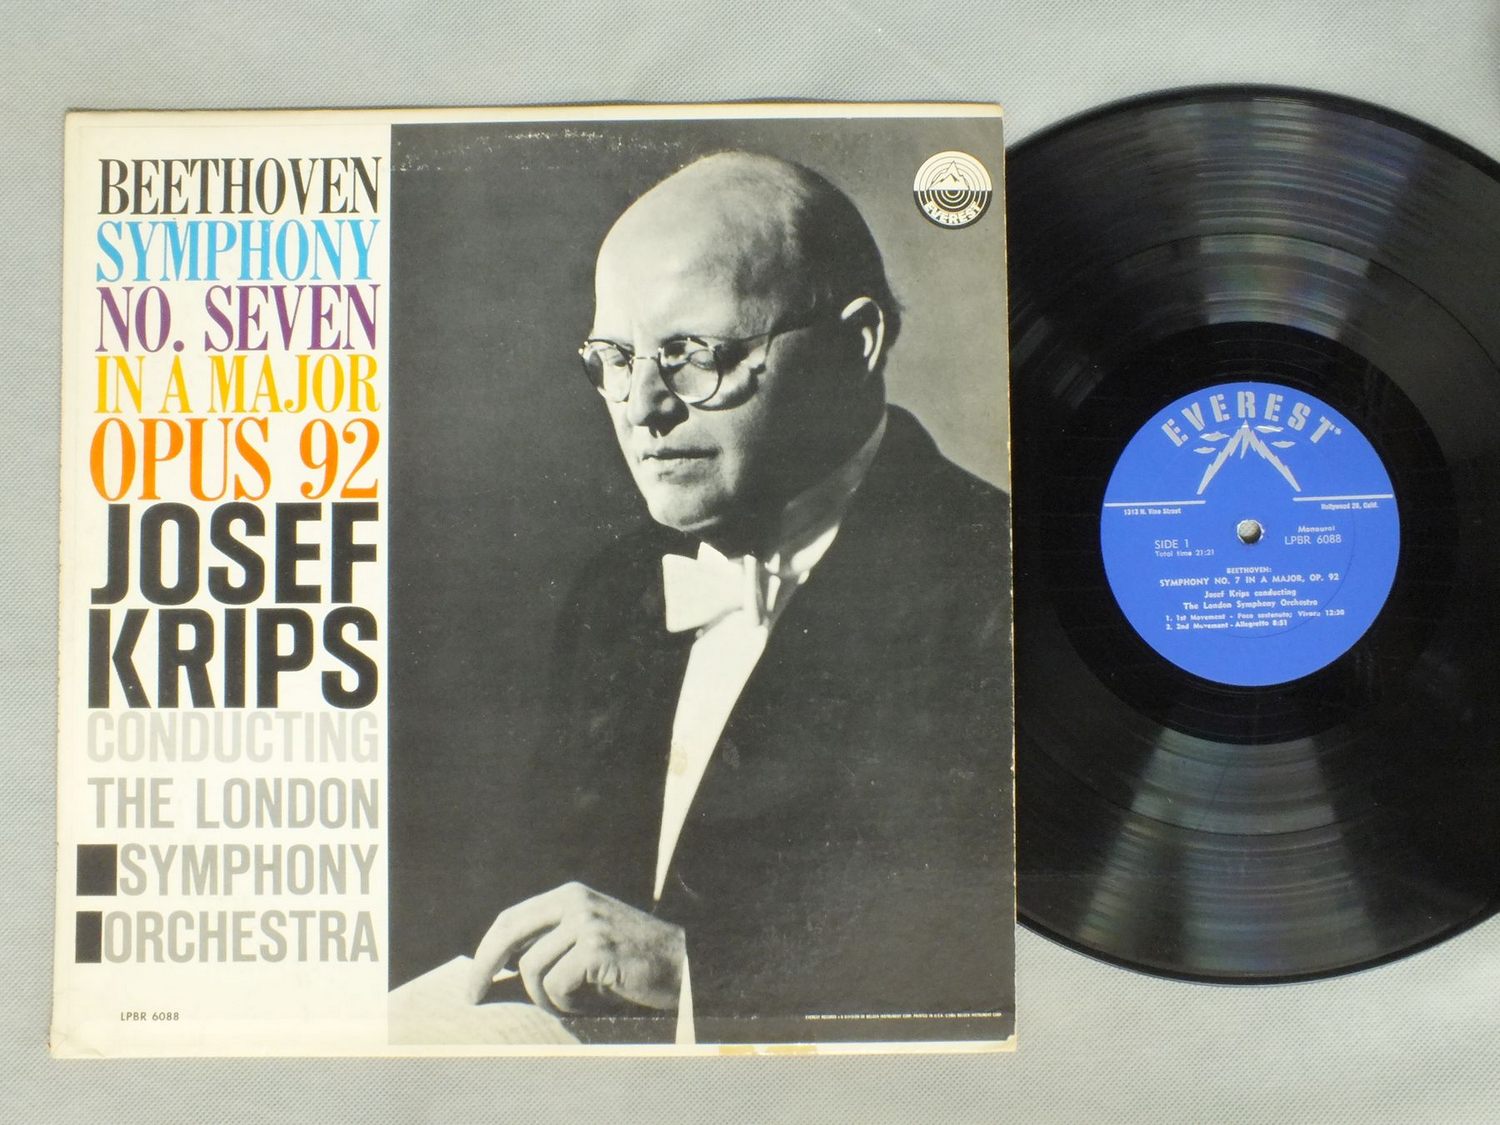 BEETHOVEN
SYMPHONY
NO. SEVEN
IN A MAJOR
OPUS 92
JOSEF
KRIPS
CONDUCTING
THE LONDON
SYMPHONY
ORCHESTRA
LPBR 6088
EVEREST
EVEREST
1313 N. Vine Street
Hollywood 28, Calif.
SIDE 1
Total time 21:21
Monaural
LPBR 6088
BEETHOVEN:
SYMPHONY NO. 7 IN A MAJOR, OP. 92
Josef Krips conducting
The London Symphony Orchestra
1. 1st Movement - Poco sostenuto; Vivace 12:30
2. 2nd Movement - Allegretto 8:51